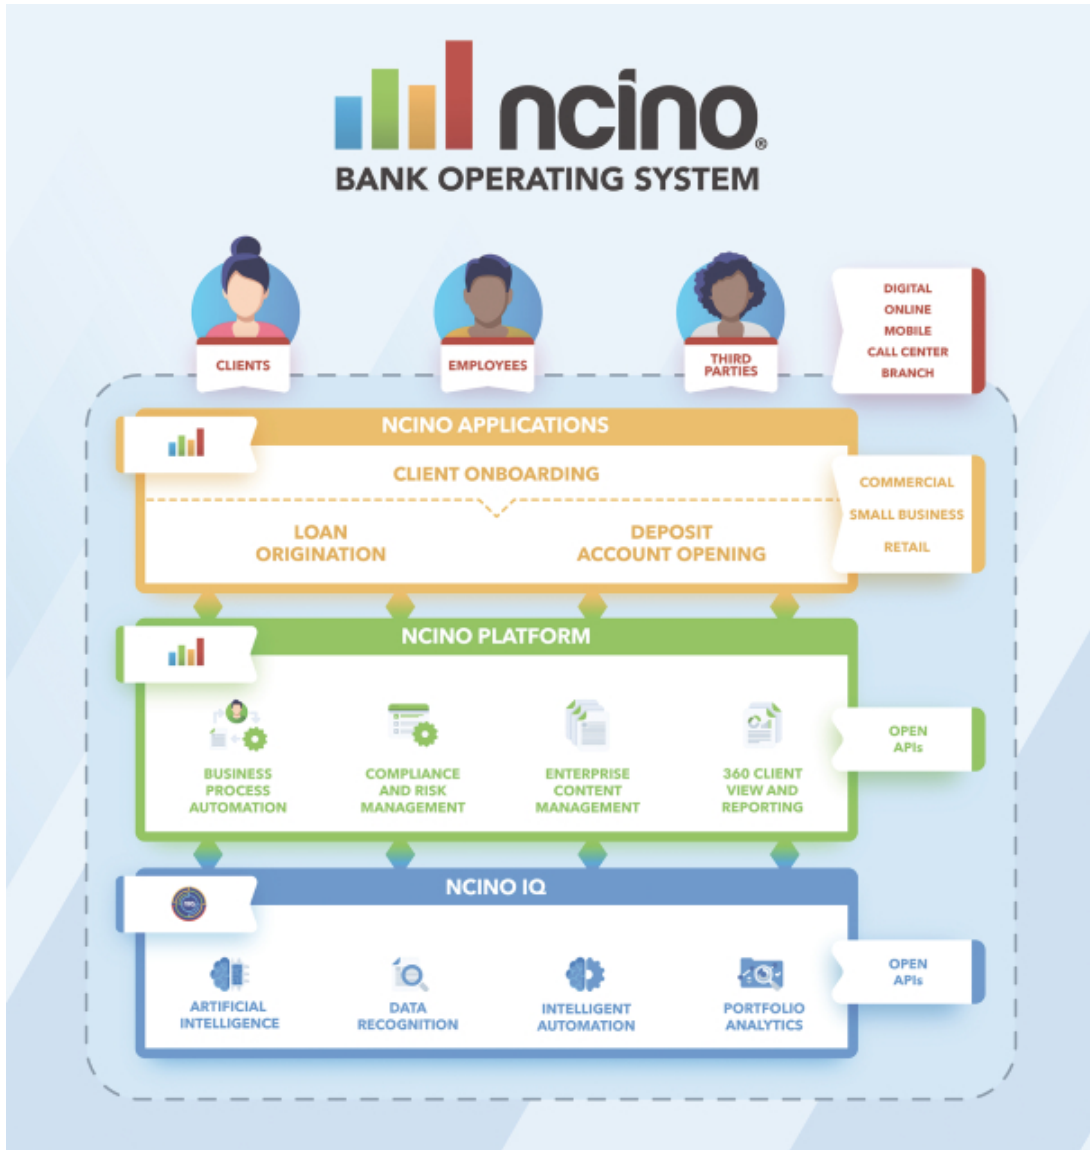 ncino®
BANK OPERATING SYSTEM
CLIENTS
EMPLOYEES
THIRD
PARTIES
DIGITAL
ONLINE
MOBILE
CALL CENTER
BRANCH
NCINO APPLICATIONS
CLIENT ONBOARDING
LOAN
ORIGINATION
DEPOSIT
ACCOUNT OPENING
COMMERCIAL
SMALL BUSINESS
RETAIL
NCINO PLATFORM
BUSINESS
PROCESS
AUTOMATION
COMPLIANCE
AND RISK
MANAGEMENT
ENTERPRISE
CONTENT
MANAGEMENT
360 CLIENT
VIEW AND
REPORTING
OPEN
APIs
NCINO IQ
ARTIFICIAL
INTELLIGENCE
DATA
RECOGNITION
INTELLIGENT
AUTOMATION
PORTFOLIO
ANALYTICS
OPEN
APIs